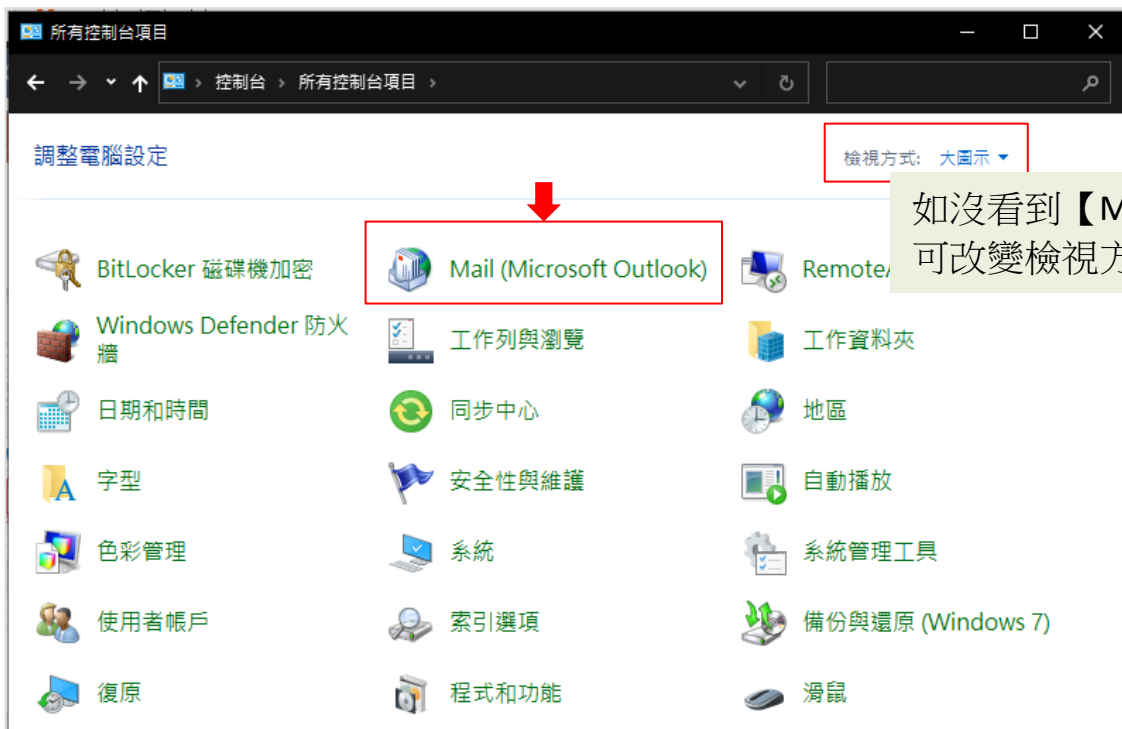 所有控制台項目
控制台 › 所有控制台項目 ›
調整電腦設定
檢視方式: 大圖示
如沒看到【M
可改變檢視方
BitLocker 磁碟機加密
Mail (Microsoft Outlook)
Remote
Windows Defender 防火
牆
工作列與瀏覽
工作資料夾
日期和時間
同步中心
地區
字型
安全性與維護
自動播放
色彩管理
系統
系統管理工具
使用者帳戶
索引選項
備份與還原 (Windows 7)
復原
程式和功能
滑鼠